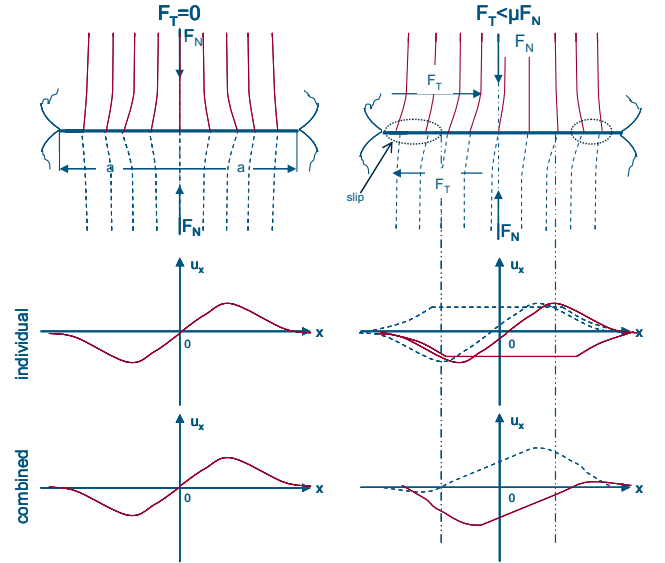 F_T=0
F_N
a
a
F_N
F_T<μF_N
F_N
F_T
F_T
slip
F_N
individual
u_x
x
0
u_x
x
0
combined
u_x
x
0
u_x
x
0